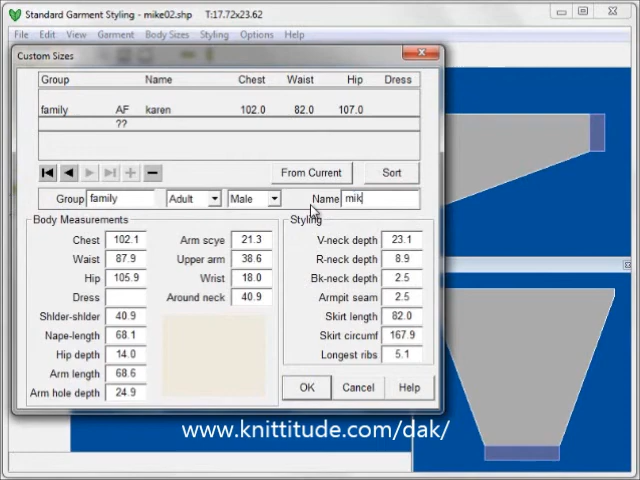 Standard Garment Styling - mike02.shp T:17.72x23.62
File Edit View Garment Body Sizes Styling Options Help
Custom Sizes
Group Name Chest Waist Hip Dress
family AF karen 102.0 82.0 107.0
??
From Current Sort
Group family Adult Male Name mik
Body Measurements Styling
Chest 102.1 Arm scye 21.3 V-neck depth 23.1
Waist 87.9 Upper arm 38.6 R-neck depth 8.9
Hip 105.9 Wrist 18.0 Bk-neck depth 2.5
Dress Around neck 40.9 Armpit seam 2.5
Shlder-shlder 40.9 Skirt length 82.0
Nape-length 68.1 Skirt circumf 167.9
Hip depth 14.0 Longest ribs 5.1
Arm length 68.6
Arm hole depth 24.9
OK Cancel Help
www.knittitude.com/dak/